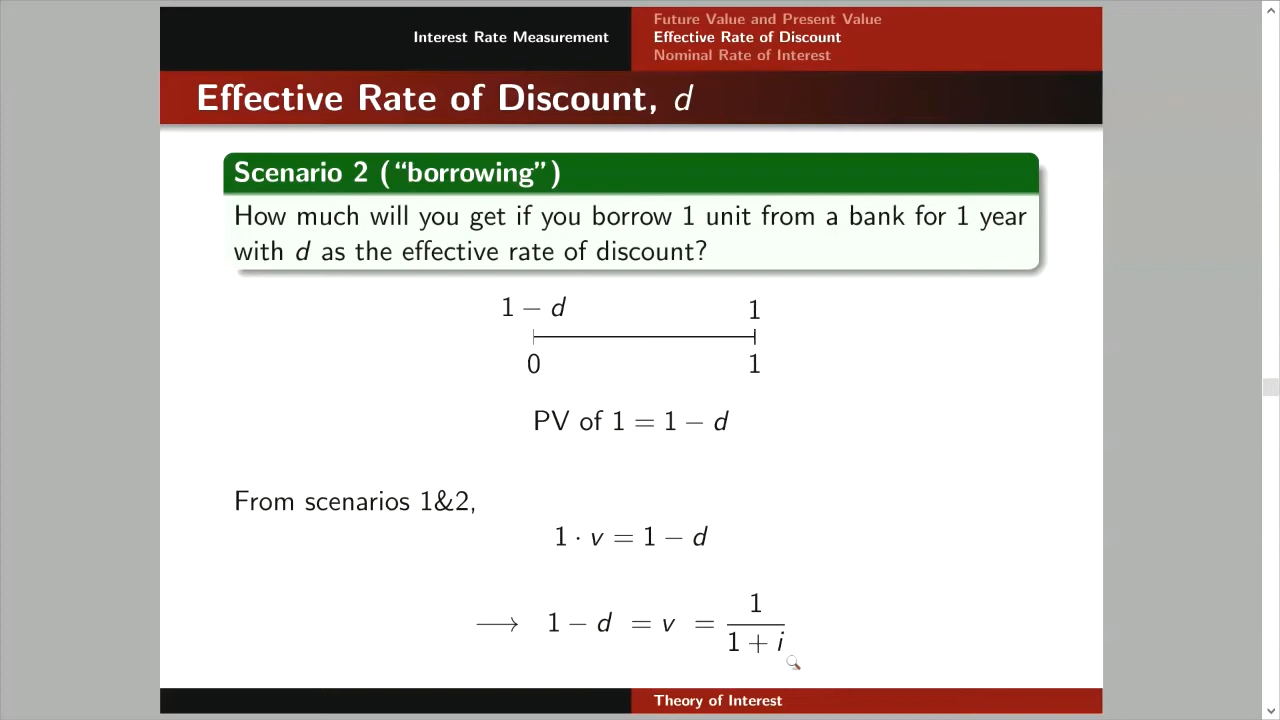 Interest Rate Measurement
Future Value and Present Value
Effective Rate of Discount
Nominal Rate of Interest
Effective Rate of Discount, d
Scenario 2 (“borrowing”)
How much will you get if you borrow 1 unit from a bank for 1 year
with d as the effective rate of discount?
1 − d 1
0 1
PV of 1 = 1 − d
From scenarios 1&2,
1 · v = 1 − d
⟶ 1 − d = v = 1 / (1 + i)
Theory of Interest